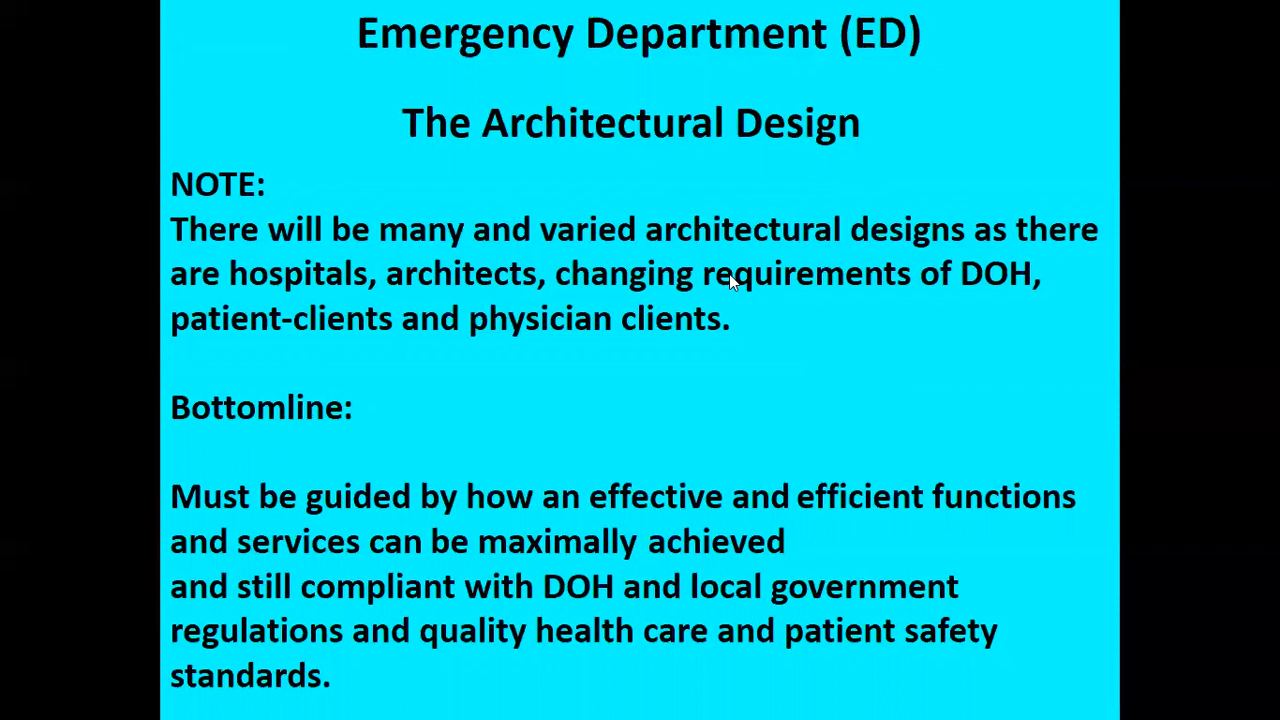 Emergency Department (ED)
The Architectural Design
NOTE:
There will be many and varied architectural designs as there
are hospitals, architects, changing requirements of DOH,
patient-clients and physician clients.
Bottomline:
Must be guided by how an effective and efficient functions
and services can be maximally achieved
and still compliant with DOH and local government
regulations and quality health care and patient safety
standards.